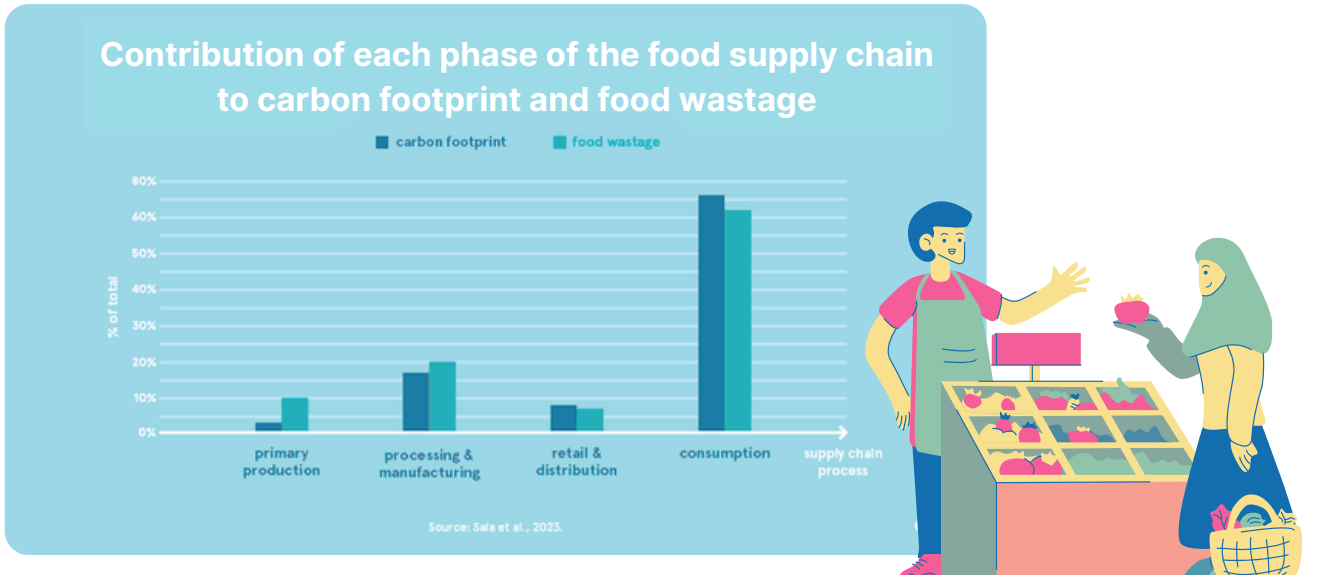 Contribution of each phase of the food supply chain
to carbon footprint and food wastage
carbon footprint
food wastage
80%
60%
50%
40%
30%
20%
10%
0%
% of total
primary
production
processing &
manufacturing
retail &
distribution
consumption
supply chain
process
Source: Sala et al., 2023.